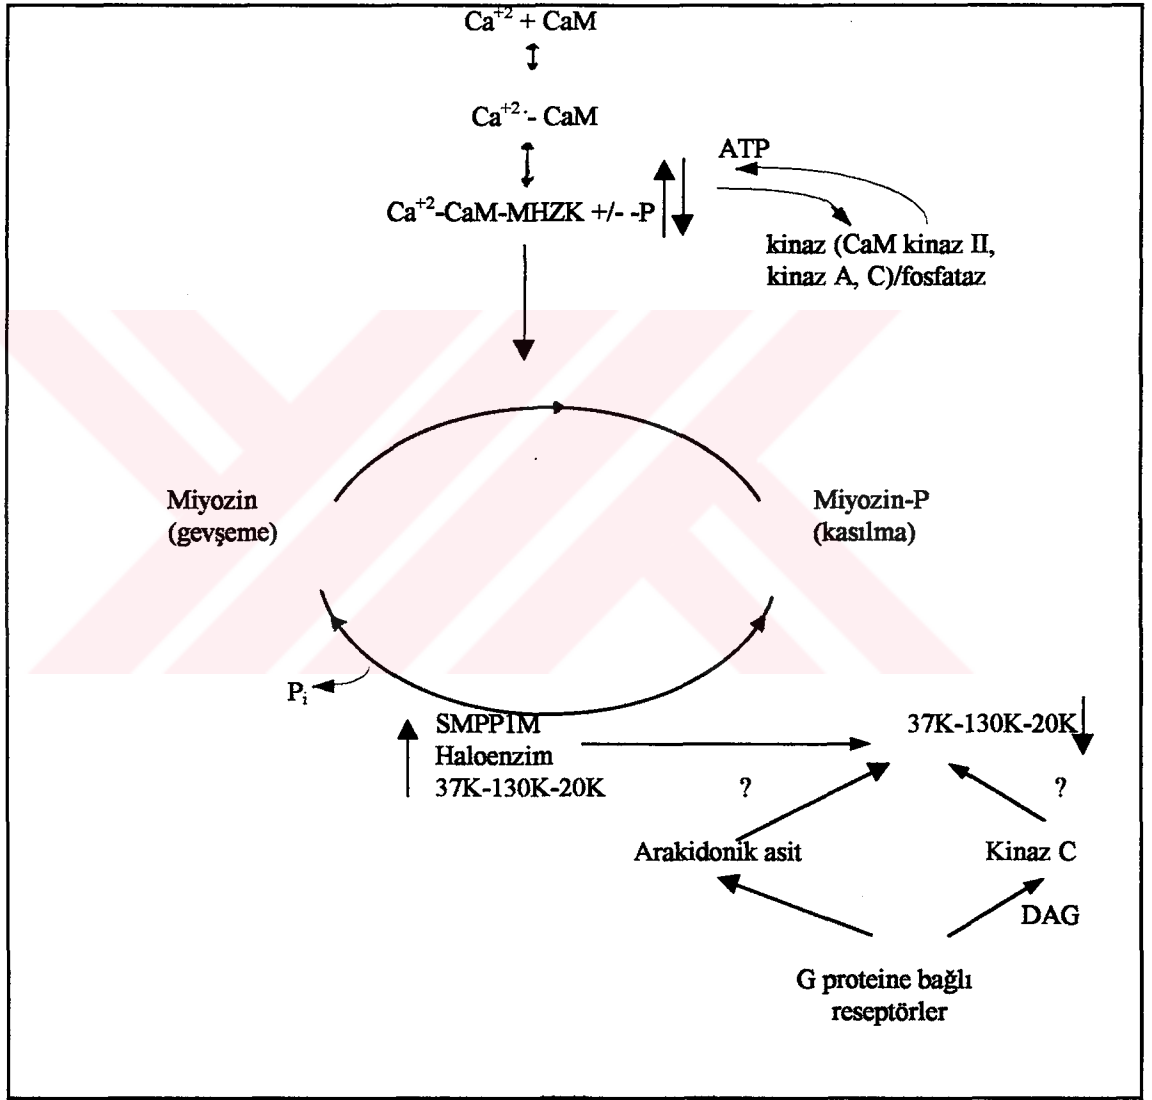 Ca+2 + CaM
Ca+2 - CaM
ATP
Ca+2-CaM-MHZK +/- -P
kinaz (CaM kinaz II,
kinaz A, C)/fosfataz
Miyozin
(gevşeme)
Miyozin-P
(kasılma)
Pi
SMPP1M
Haloenzim
37K-130K-20K
37K-130K-20K
?
?
Arakidonik asit
Kinaz C
DAG
G proteine bağlı
reseptörler